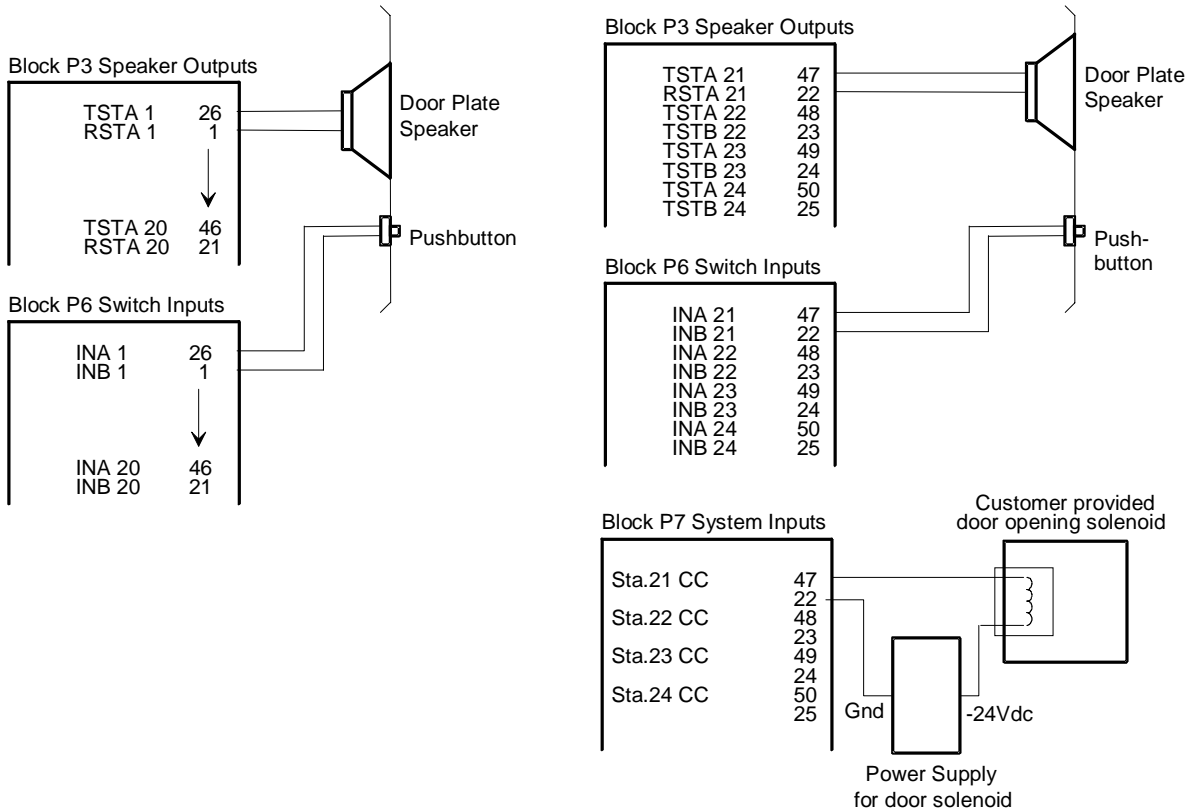 Block P3 Speaker Outputs
TSTA 1 26
RSTA 1 1
TSTA 20 46
RSTA 20 21
Door Plate
Speaker
Pushbutton
Block P6 Switch Inputs
INA 1 26
INB 1 1
INA 20 46
INB 20 21
Block P3 Speaker Outputs
TSTA 21 47
RSTA 21 22
TSTA 22 48
TSTB 22 23
TSTA 23 49
TSTB 23 24
TSTA 24 50
TSTB 24 25
Door Plate
Speaker
Push-
button
Block P6 Switch Inputs
INA 21 47
INB 21 22
INA 22 48
INB 22 23
INA 23 49
INB 23 24
INA 24 50
INB 24 25
Block P7 System Inputs
Sta.21 CC 47
22
Sta.22 CC 48
23
Sta.23 CC 49
24
Sta.24 CC 50
25
Customer provided
door opening solenoid
Gnd
-24Vdc
Power Supply
for door solenoid